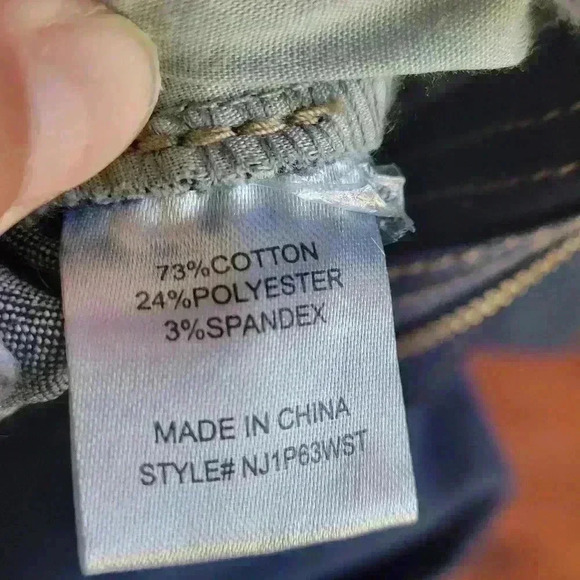 73%COTTON
24%POLYESTER
3%SPANDEX
MADE IN CHINA
STYLE# NJ1P63WST